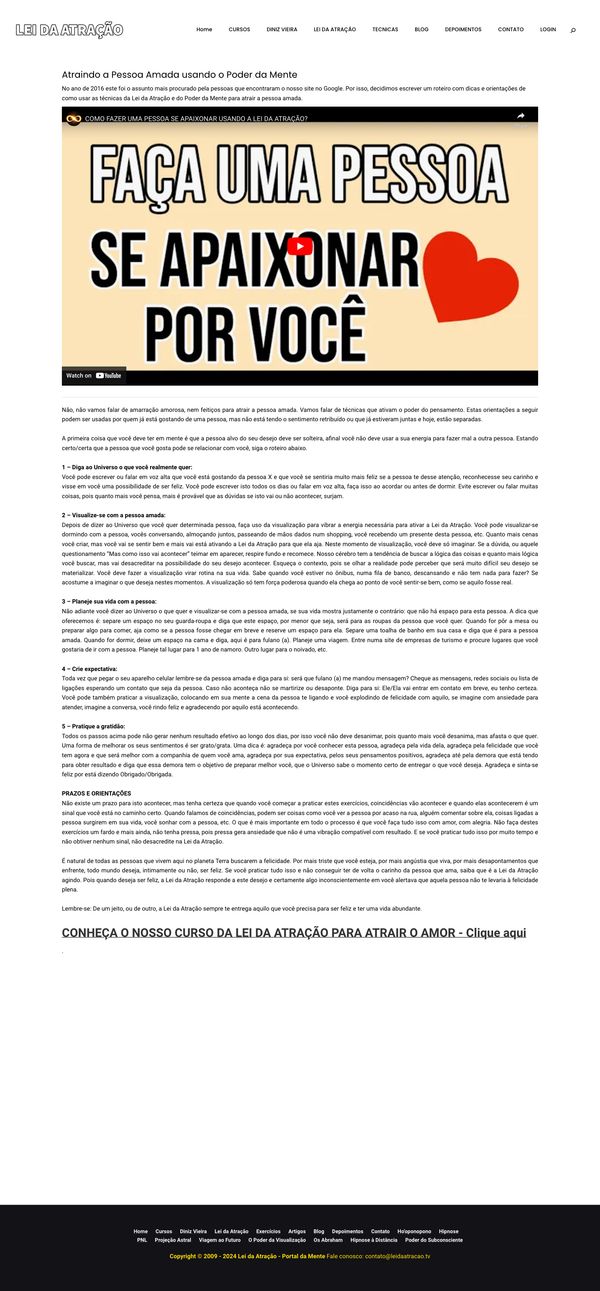 LEI DA ATRAÇÃO
Home CURSOS DINIZ VIEIRA LEI DA ATRAÇÃO TECNICAS BLOG DEPOIMENTOS CONTATO LOGIN
Atraindo a Pessoa Amada usando o Poder da Mente
No ano de 2016 este foi o assunto mais procurado pela pessoas que encontraram o nosso site no Google. Por isso, decidimos escrever um roteiro com dicas e orientações de
como usar as técnicas da Lei da Atração e do Poder da Mente para atrair a pessoa amada.
COMO FAZER UMA PESSOA SE APAIXONAR USANDO A LEI DA ATRAÇÃO?
FAÇA UMA PESSOA
SE APAIXONAR
POR VOCÊ
Watch on YouTube
Não, não vamos falar de amarração amorosa, nem feitiços para atrair a pessoa amada. Vamos falar de técnicas que ativam o poder do pensamento. Estas orientações a seguir
podem ser usadas por quem já está gostando de uma pessoa, mas não está tendo o sentimento retribuído ou que já estiveram juntas e hoje, estão separadas.
A primeira coisa que você deve ter em mente é que a pessoa alvo do seu desejo deve ser solteira, afinal você não deve usar a sua energia para fazer mal a outra pessoa. Estando
certo/certa que a pessoa que você gosta pode se relacionar com você, siga o roteiro abaixo.
1 – Diga ao Universo o que você realmente quer:
Você pode escrever ou falar em voz alta que você está gostando da pessoa X e que você se sentiria muito mais feliz se a pessoa te desse atenção, reconhecesse seu carinho e
visse em você uma possibilidade de ser feliz. Você pode escrever isto todos os dias ou falar em voz alta, faça isso ao acordar ou antes de dormir. Evite escrever ou falar muitas
coisas, pois quanto mais você pensa, mais é provável que as dúvidas se isto vai ou não acontecer, surjam.
2 – Visualize-se com a pessoa amada:
Depois de dizer ao Universo que você quer determinada pessoa, faça uso da visualização para vibrar a energia necessária para ativar a Lei da Atração. Você pode visualizar-se
dormindo com a pessoa, vocês conversando, almoçando juntos, passeando de mãos dados num shopping, você recebendo um presente desta pessoa, etc. Quanto mais cenas
você criar, mas você vai se sentir bem e mais vai está ativando a Lei da Atração para que ela aja. Neste momento de visualização, você deve só imaginar. Se a dúvida, ou aquele
questionamento “Mas como isso vai acontecer” teimar em aparecer, respire fundo e recomece. Nosso cérebro tem a tendência de buscar a lógica das coisas e quanto mais lógica
você buscar, mas vai desacreditar na possibilidade do seu desejo acontecer. Esqueça o contexto, pois se olhar a realidade pode perceber que será muito difícil seu desejo se
materializar. Você deve fazer a visualização virar rotina na sua vida. Sabe quando você estiver no ônibus, numa fila de banco, descansando e não tem nada para fazer? Se
acostume a imaginar o que deseja nestes momentos. A visualização só tem força poderosa quando ela chega ao ponto de você sentir-se bem, como se aquilo fosse real.
3 – Planeje sua vida com a pessoa:
Não adiante você dizer ao Universo o que quer e visualizar-se com a pessoa amada, se sua vida mostra justamente o contrário: que não há espaço para esta pessoa. A dica que
oferecemos é: separe um espaço no seu guarda-roupa e diga que este espaço, por menor que seja, será para as roupas da pessoa que você quer. Quando for pôr a mesa ou
preparar algo para comer, aja como se a pessoa fosse chegar em breve e reserve um espaço para ela. Separe uma toalha de banho em sua casa e diga que é para a pessoa
amada. Quando for dormir, deixe um espaço na cama e diga, aqui é para fulano (a). Planeje uma viagem. Entre numa site de empresas de turismo e procure lugares que você
gostaria de ir com a pessoa. Planeje tal lugar para 1 ano de namoro. Outro lugar para o noivado, etc.
4 – Crie expectativa:
Toda vez que pegar o seu aparelho celular lembre-se da pessoa amada e diga para si: será que fulano (a) me mandou mensagem? Cheque as mensagens, redes sociais ou lista de
ligações esperando um contato que seja da pessoa. Caso não aconteça não se martirize ou desaponte. Diga para si: Ele/Ela vai entrar em contato em breve, eu tenho certeza.
Você pode também praticar a visualização, colocando em sua mente a cena da pessoa te ligando e você explodindo de felicidade com aquilo, se imagine com ansiedade para
atender, imagine a conversa, você rindo feliz e agradecendo por aquilo está acontecendo.
5 – Pratique a gratidão:
Todos os passos acima pode não gerar nenhum resultado efetivo ao longo dos dias, por isso você não deve desanimar, pois quanto mais você desanima, mas afasta o que quer.
Uma forma de melhorar os seus sentimentos é ser grato/grata. Uma dica é: agradeça por você conhecer esta pessoa, agradeça pela vida dela, agradeça pela felicidade que você
tem agora e que será melhor com a companhia de quem você ama, agradeça por sua expectativa, pelos seus pensamentos positivos, agradeça até pela demora que está tendo
para obter resultado e diga que essa demora tem o objetivo de preparar melhor você, que o Universo sabe o momento certo de entregar o que você deseja. Agradeça e sinta-se
feliz por está dizendo Obrigado/Obrigada.
PRAZOS E ORIENTAÇÕES
Não existe um prazo para isto acontecer, mas tenha certeza que quando você começar a praticar estes exercícios, coincidências vão acontecer e quando elas acontecerem é um
sinal que você está no caminho certo. Quando falamos de coincidências, podem ser coisas como você ver a pessoa por acaso na rua, alguém comentar sobre ela, coisas ligadas a
pessoa surgirem em sua vida, você sonhar com a pessoa, etc. O que é mais importante em todo o processo é que você faça tudo isso com amor, com alegria. Não faça destes
exercícios um fardo e mais ainda, não tenha pressa, pois pressa gera ansiedade que não é uma vibração compatível com resultado. E se você praticar tudo isso por muito tempo e
não obtiver nenhum sinal, não desacredite na Lei da Atração.
É natural de todas as pessoas que vivem aqui no planeta Terra buscarem a felicidade. Por mais triste que você esteja, por mais angústia que viva, por mais desapontamentos que
enfrente, todo mundo deseja, intimamente ou não, ser feliz. Se você praticar tudo isso e não conseguir ter de volta o carinho da pessoa que ama, saiba que é a Lei da Atração
agindo. Pois quando deseja ser feliz, a Lei da Atração responde a este desejo e certamente algo inconscientemente em você alertava que aquela pessoa não te levaria à felicidade
plena.
Lembre-se: De um jeito, ou de outro, a Lei da Atração sempre te entrega aquilo que você precisa para ser feliz e ter uma vida abundante.
CONHEÇA O NOSSO CURSO DA LEI DA ATRAÇÃO PARA ATRAIR O AMOR - Clique aqui
.
Home Cursos Diniz Vieira Lei da Atração Exercícios Artigos Blog Depoimentos Contato Ho'oponopono Hipnose
PNL Projeção Astral Viagem ao Futuro O Poder da Visualização Os Abraham Hipnose à Distância Poder do Subconsciente
Copyright © 2009 - 2024 Lei da Atração - Portal da Mente Fale conosco: contato@leidaatracao.tv